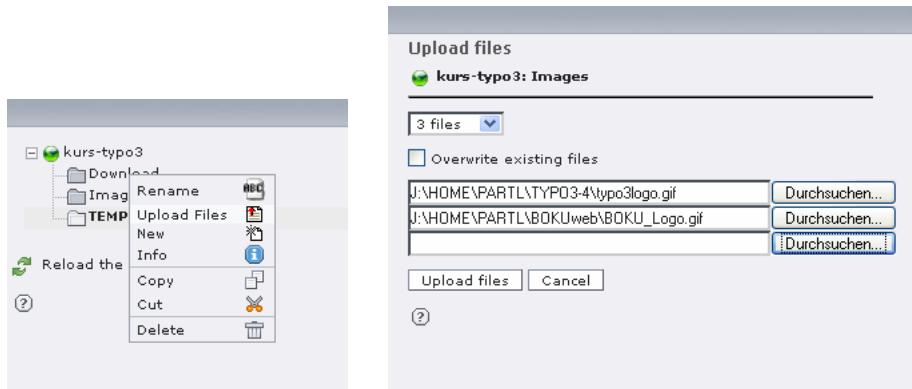 kurs-typo3
Download
Imag
TEMP
Rename
Upload Files
New
Info
Copy
Cut
Delete
Reload the
Upload files
kurs-typo3: Images
3 files
Overwrite existing files
J:\HOME\PARTL\TYPO3-4\typo3logo.gif Durchsuchen...
J:\HOME\PARTL\BOKUweb\BOKU_Logo.gif Durchsuchen...
Durchsuchen...
Upload files Cancel